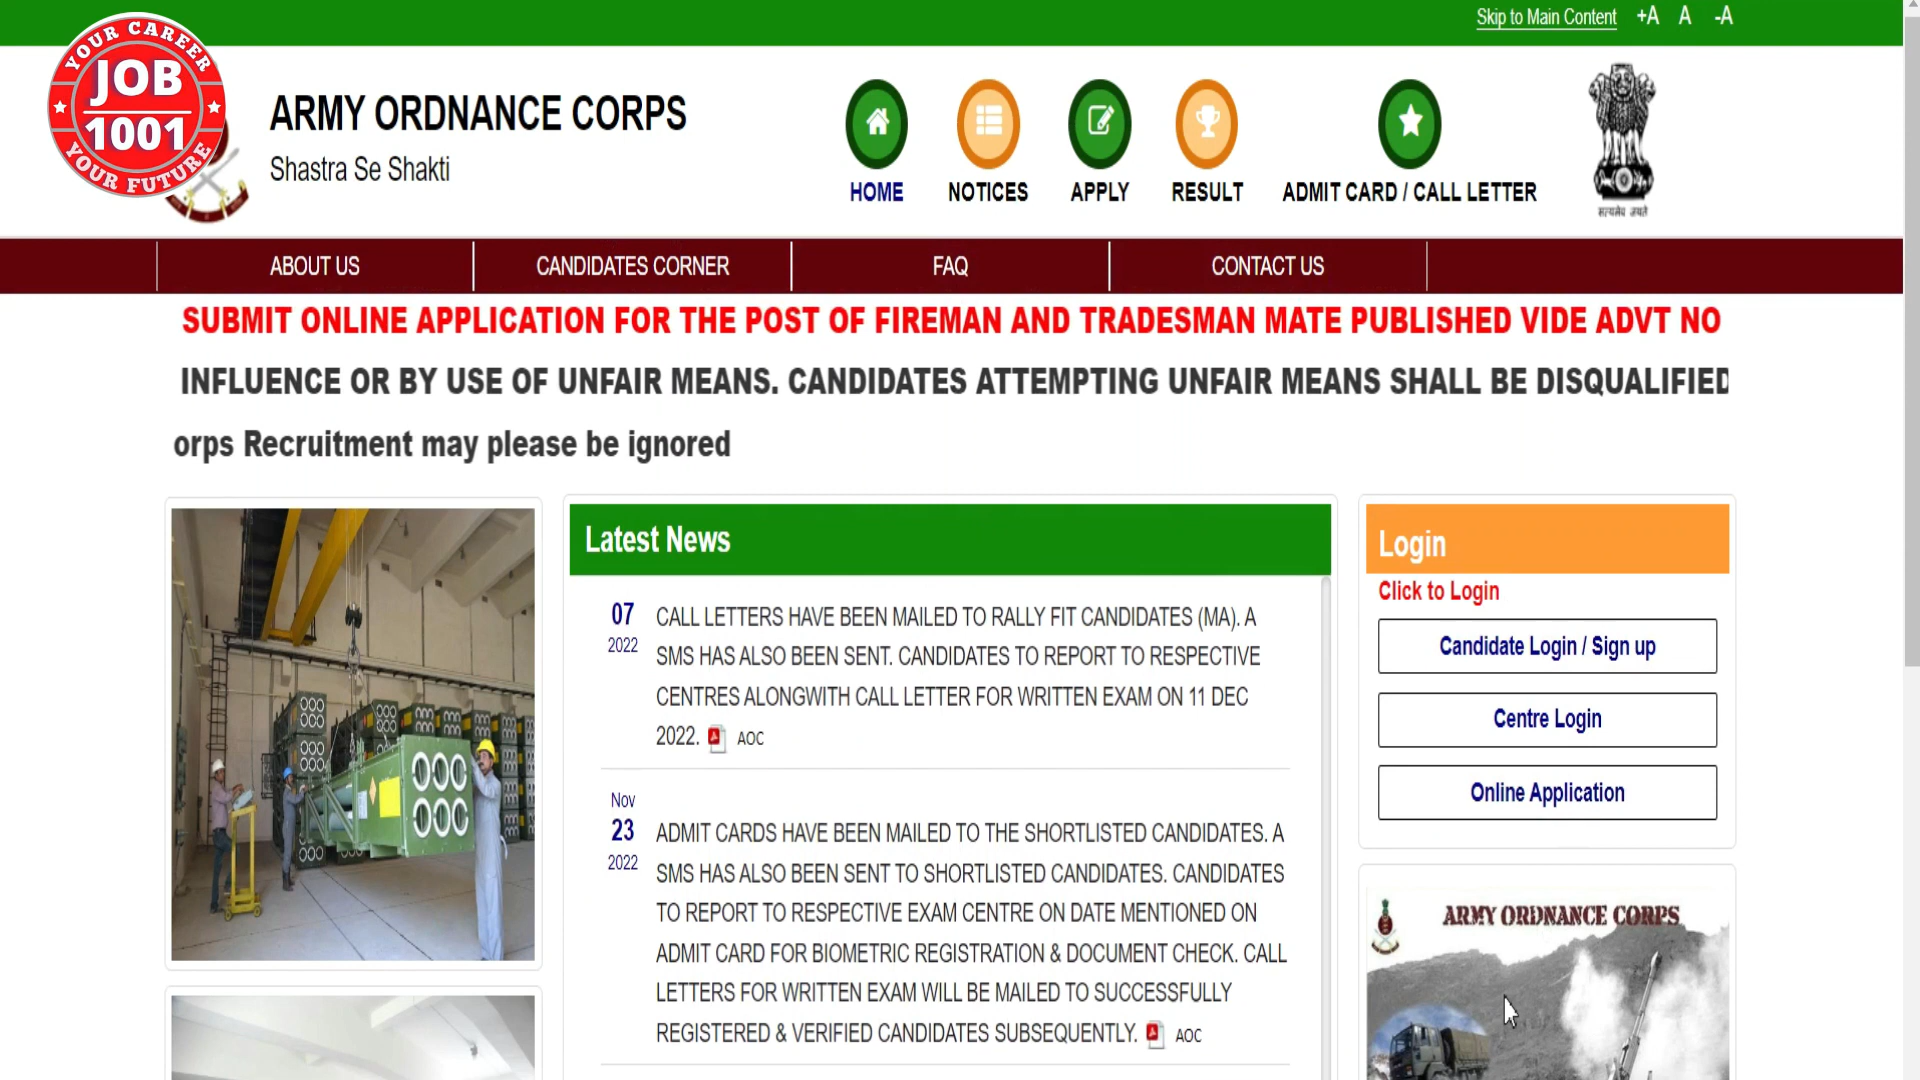 Skip to Main Content +A A -A
YOUR CAREER
JOB
1001
YOUR FUTURE
ARMY ORDNANCE CORPS
Shastra Se Shakti
HOME NOTICES APPLY RESULT ADMIT CARD / CALL LETTER
सत्यमेव जयते
ABOUT US CANDIDATES CORNER FAQ CONTACT US
SUBMIT ONLINE APPLICATION FOR THE POST OF FIREMAN AND TRADESMAN MATE PUBLISHED VIDE ADVT NO
INFLUENCE OR BY USE OF UNFAIR MEANS. CANDIDATES ATTEMPTING UNFAIR MEANS SHALL BE DISQUALIFIED
orps Recruitment may please be ignored
Latest News
07
2022
CALL LETTERS HAVE BEEN MAILED TO RALLY FIT CANDIDATES (MA). A
SMS HAS ALSO BEEN SENT. CANDIDATES TO REPORT TO RESPECTIVE
CENTRES ALONGWITH CALL LETTER FOR WRITTEN EXAM ON 11 DEC
2022. AOC
Nov
23
2022
ADMIT CARDS HAVE BEEN MAILED TO THE SHORTLISTED CANDIDATES. A
SMS HAS ALSO BEEN SENT TO SHORTLISTED CANDIDATES. CANDIDATES
TO REPORT TO RESPECTIVE EXAM CENTRE ON DATE MENTIONED ON
ADMIT CARD FOR BIOMETRIC REGISTRATION & DOCUMENT CHECK. CALL
LETTERS FOR WRITTEN EXAM WILL BE MAILED TO SUCCESSFULLY
REGISTERED & VERIFIED CANDIDATES SUBSEQUENTLY. AOC
Login
Click to Login
Candidate Login / Sign up
Centre Login
Online Application
ARMY ORDNANCE CORPS